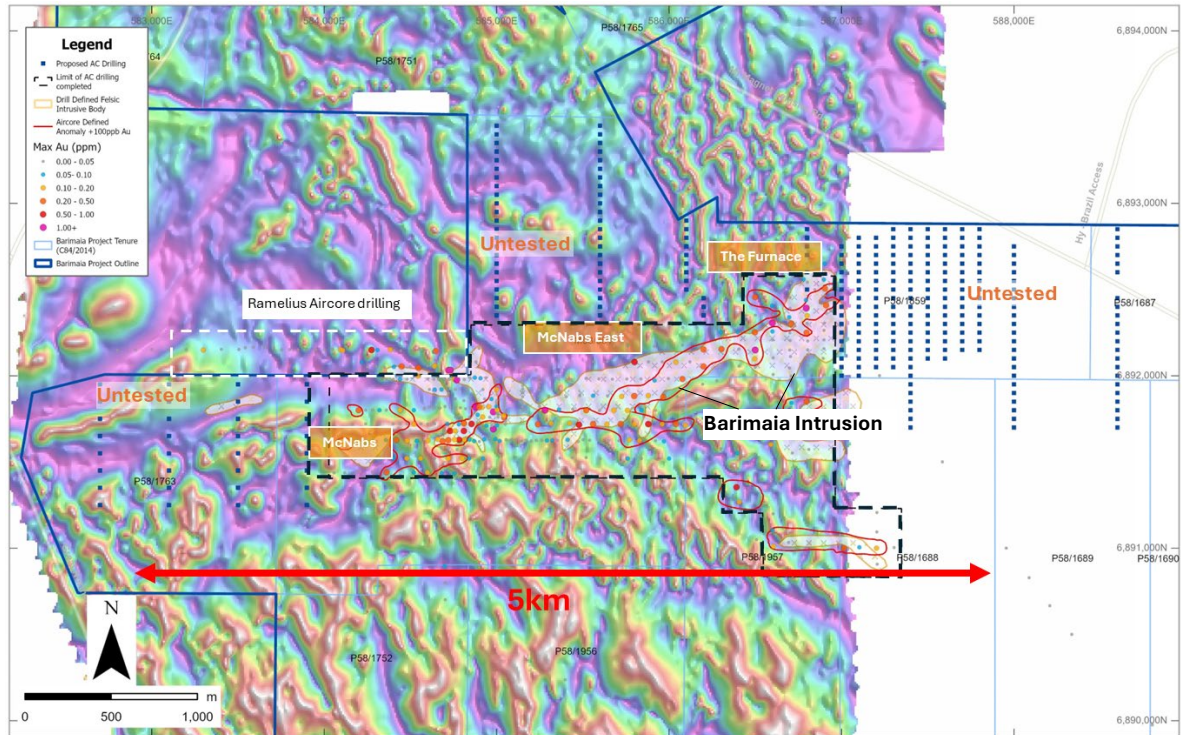 583,000E
584,000E
585,000E
586,000E
587,000E
588,000E
6,894,000N
P58/1765
P58/1751
64
Legend
Proposed AC Drilling
Limit of AC drilling
completed
Drill Defined Felsic
Intrusive Body
Aircore Defined
Anomaly +100ppb Au
Max Au (ppm)
0.00 - 0.05
0.05- 0.10
0.10 - 0.20
0.20 - 0.50
0.50 - 1.00
1.00+
Barimaia Project Tenure
(C84/2014)
Barimaia Project Outline
Hy - Brazil Access
6,893,000N
Untested
The Furnace
Untested
P58/1687
Ramelius Aircore drilling
McNabs East
6,892,000N
Untested
Barimaia Intrusion
McNabs
P58/1763
6,891,000N
P58/1957
P58/1688
P58/1689
P58/1690
5km
N
P58/1752
P58/1956
m
0
500
1,000
6,890,000N